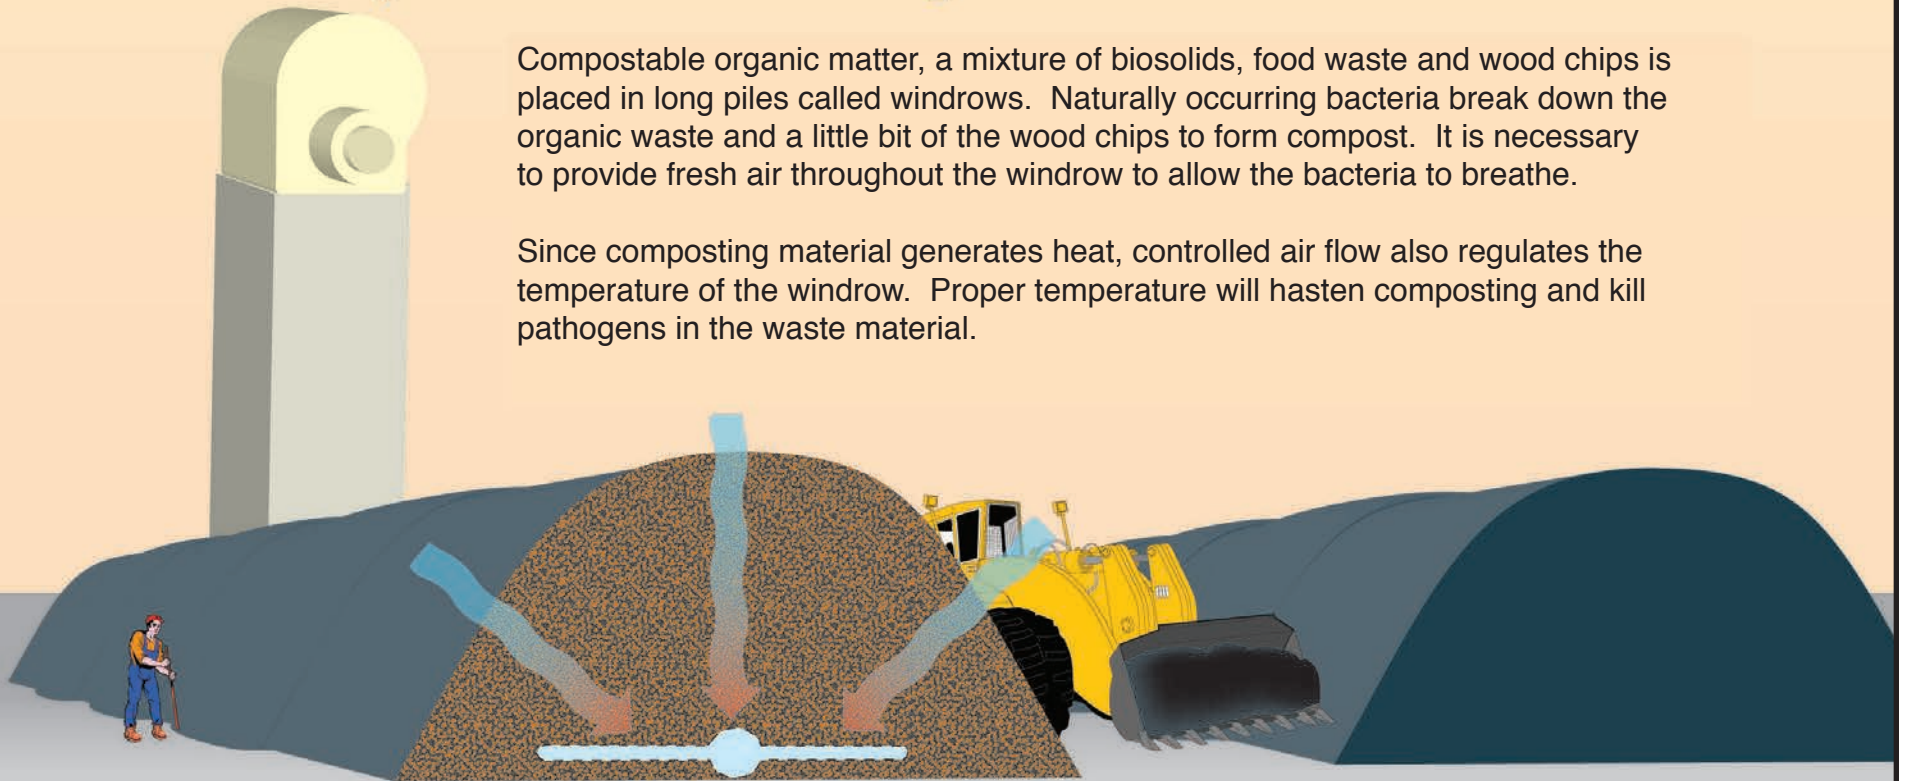 Compostable organic matter, a mixture of biosolids, food waste and wood chips is
placed in long piles called windrows.  Naturally occurring bacteria break down the
organic waste and a little bit of the wood chips to form compost.  It is necessary
to provide fresh air throughout the windrow to allow the bacteria to breathe.
Since composting material generates heat, controlled air flow also regulates the
temperature of the windrow.  Proper temperature will hasten composting and kill
pathogens in the waste material.